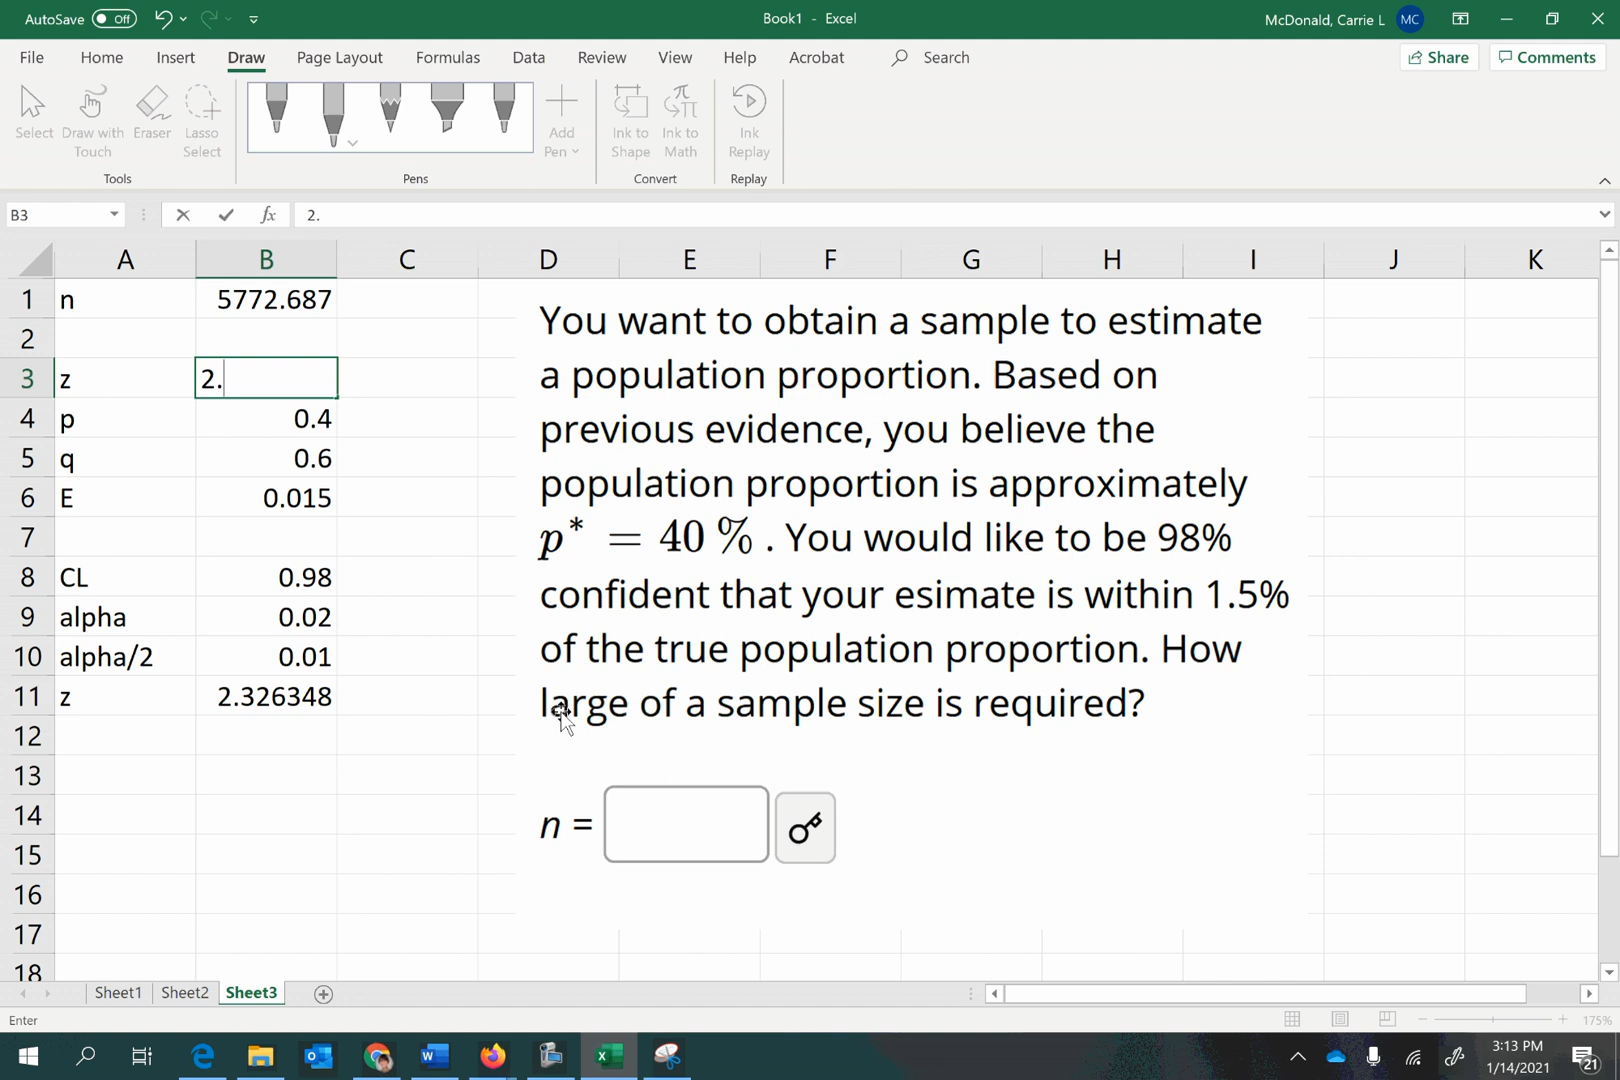 AutoSave Off
Book1 - Excel
McDonald, Carrie L MC
File Home Insert Draw Page Layout Formulas Data Review View Help Acrobat Search
Share Comments
Select Draw with Touch Eraser Lasso Select
Add Pen
Ink to Shape Ink to Math
Ink Replay
Tools Pens Convert Replay
B3 fx 2.
A B C D E F G H I J K
1 n 5772.687
2
3 z 2.
4 p 0.4
5 q 0.6
6 E 0.015
7
8 CL 0.98
9 alpha 0.02
10 alpha/2 0.01
11 z 2.326348
12
13
14
15
16
17
18
You want to obtain a sample to estimate
a population proportion. Based on
previous evidence, you believe the
population proportion is approximately
p* = 40 % . You would like to be 98%
confident that your esimate is within 1.5%
of the true population proportion. How
large of a sample size is required?
n =
Sheet1 Sheet2 Sheet3
Enter
175%
3:13 PM
1/14/2021
21